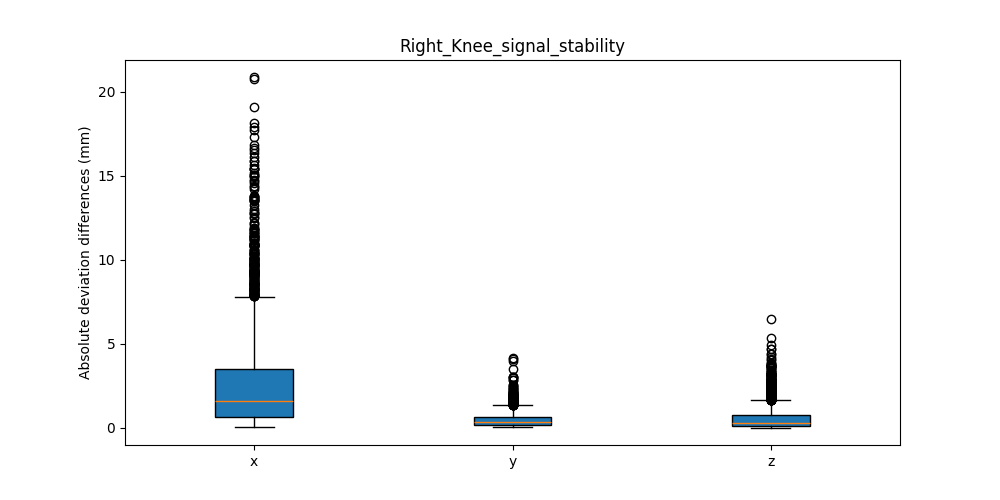 Right_Knee_signal_stability
Absolute deviation differences (mm)
20
15
10
5
0
x y z